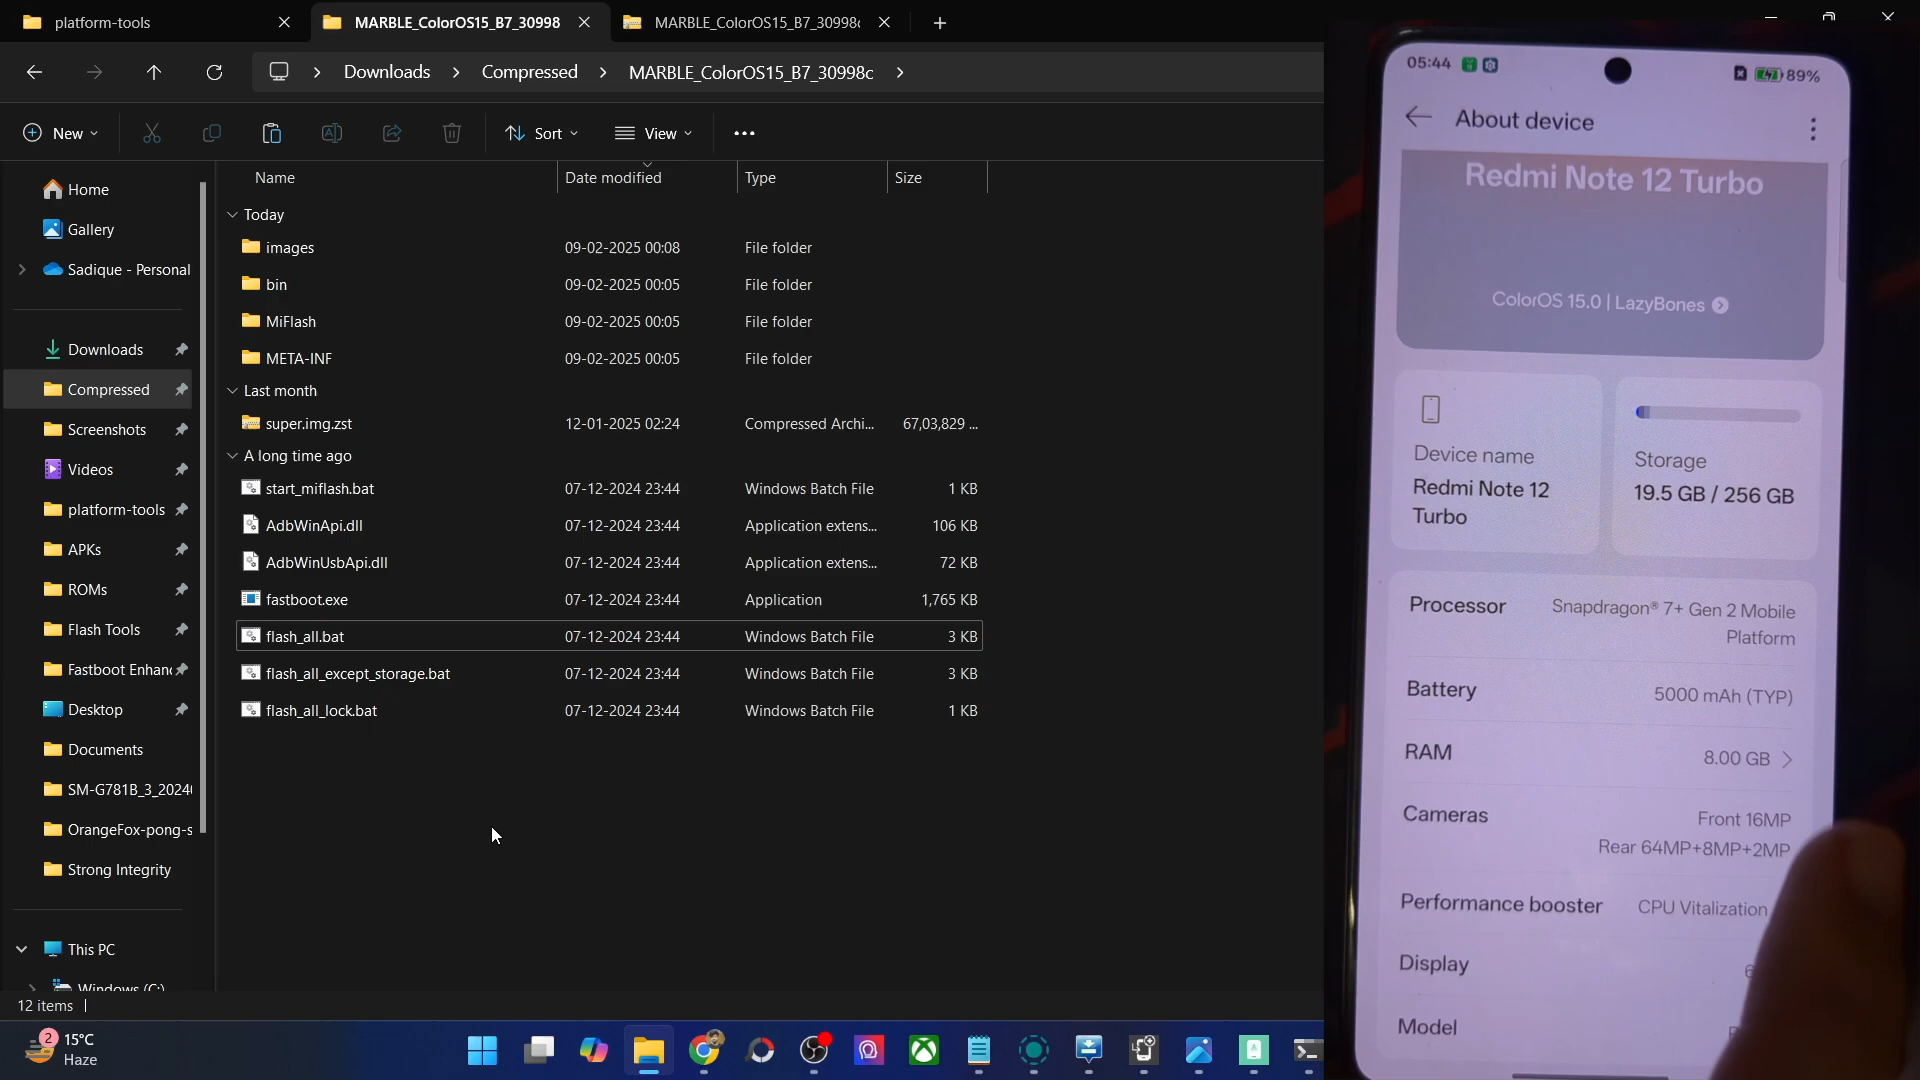 platform-tools
MARBLE_ColorOS15_B7_30998
MARBLE_ColorOS15_B7_30998
Downloads
Compressed
MARBLE_ColorOS15_B7_30998c
New
Sort
View
Home
Gallery
Sadique - Personal
Downloads
Compressed
Screenshots
Videos
platform-tools
APKs
ROMs
Flash Tools
Fastboot Enhanc
Desktop
Documents
SM-G781B_3_2024
OrangeFox-pong-s
Strong Integrity
This PC
Windows (C:)
Name Date modified Type Size
Today
images 09-02-2025 00:08 File folder
bin 09-02-2025 00:05 File folder
MiFlash 09-02-2025 00:05 File folder
META-INF 09-02-2025 00:05 File folder
Last month
super.img.zst 12-01-2025 02:24 Compressed Archi... 67,03,829 ...
A long time ago
start_miflash.bat 07-12-2024 23:44 Windows Batch File 1 KB
AdbWinApi.dll 07-12-2024 23:44 Application extens... 106 KB
AdbWinUsbApi.dll 07-12-2024 23:44 Application extens... 72 KB
fastboot.exe 07-12-2024 23:44 Application 1,765 KB
flash_all.bat 07-12-2024 23:44 Windows Batch File 3 KB
flash_all_except_storage.bat 07-12-2024 23:44 Windows Batch File 3 KB
flash_all_lock.bat 07-12-2024 23:44 Windows Batch File 1 KB
12 items
2
15°C
Haze
05:44
89%
About device
Redmi Note 12 Turbo
ColorOS 15.0 | LazyBones
Device name
Redmi Note 12
Turbo
Storage
19.5 GB / 256 GB
Processor Snapdragon® 7+ Gen 2 Mobile
Platform
Battery 5000 mAh (TYP)
RAM 8.00 GB
Cameras Front 16MP
Rear 64MP+8MP+2MP
Performance booster CPU Vitalization
Display
Model